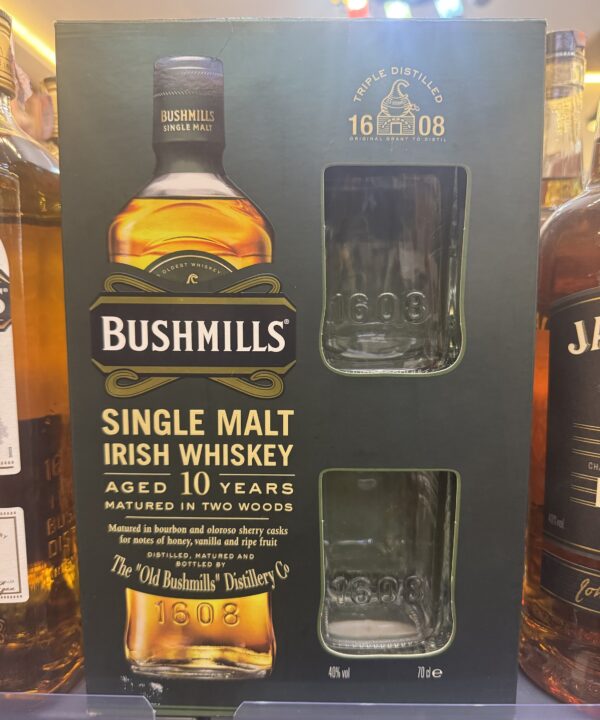 BUSHMILLS
SINGLE MALT
TRIPLE DISTILLED
16 08
ORIGINAL GRANT TO DISTIL
OLDEST WHISKEY
BUSHMILLS®
1608
SINGLE MALT
IRISH WHISKEY
AGED 10 YEARS
MATURED IN TWO WOODS
Matured in bourbon and oloroso sherry casks
for notes of honey, vanilla and ripe fruit
DISTILLED, MATURED AND
BOTTLED BY
The "Old Bushmills" Distillery Co
1608
1608
40% vol
70 cl e
JA
40% vol